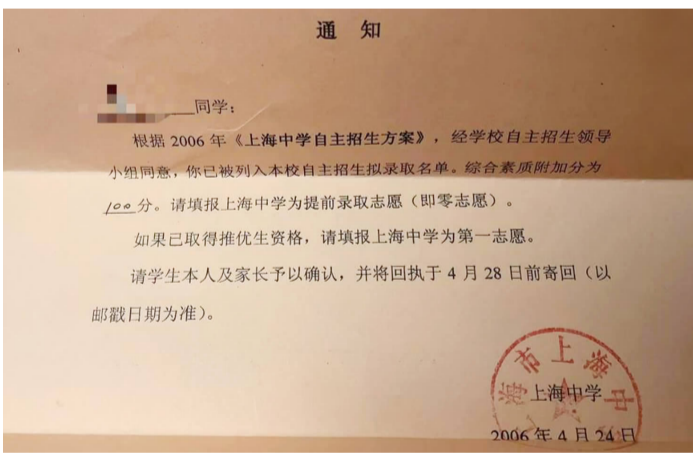 通 知
同学：
根据 2006 年《上海中学自主招生方案》，经学校自主招生领导
小组同意，你已被列入本校自主招生拟录取名单。综合素质附加分为
100 分。请填报上海中学为提前录取志愿（即零志愿）。
如果已取得推优生资格，请填报上海中学为第一志愿。
请学生本人及家长予以确认，并将回执于 4 月 28 日前寄回（以
邮戳日期为准）。
海市上海中
上海中学
2006 年 4 月 24 日